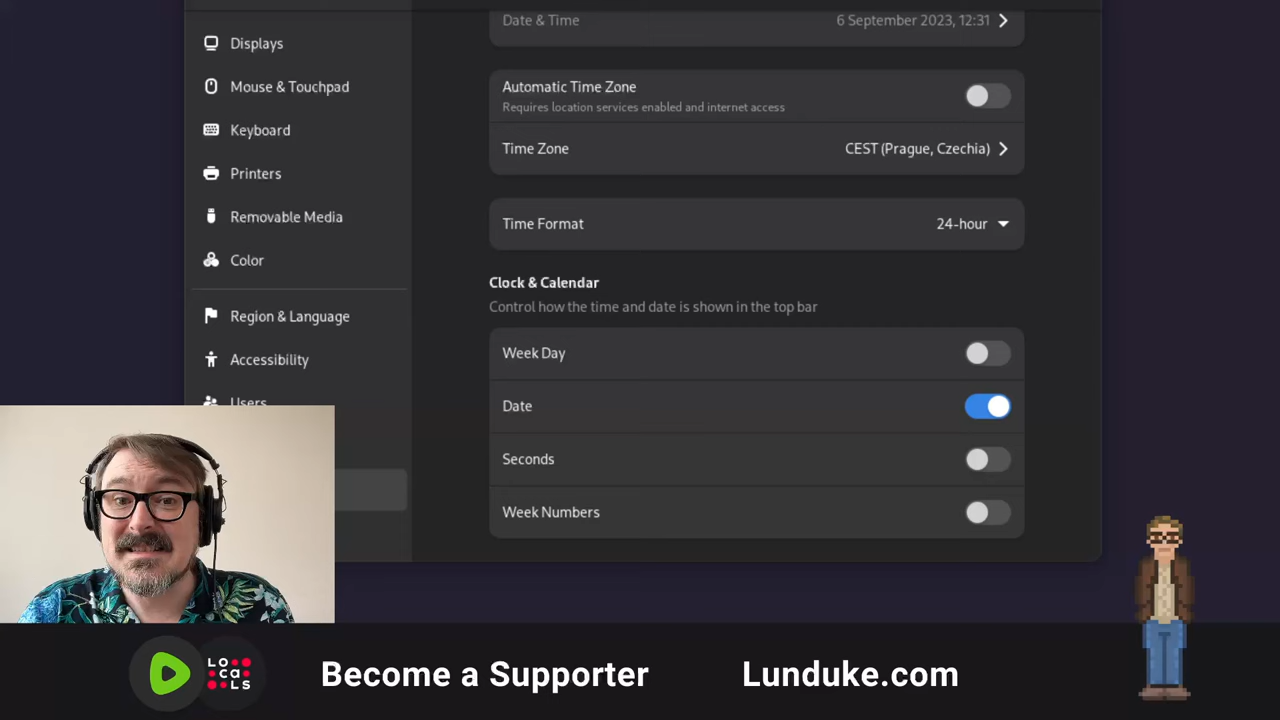 Date & Time
6 September 2023, 12:31
Displays
Mouse & Touchpad
Keyboard
Printers
Removable Media
Color
Region & Language
Accessibility
Users
Automatic Time Zone
Requires location services enabled and internet access
Time Zone
CEST (Prague, Czechia)
Time Format
24-hour
Clock & Calendar
Control how the time and date is shown in the top bar
Week Day
Date
Seconds
Week Numbers
LOCALS
Become a Supporter
Lunduke.com